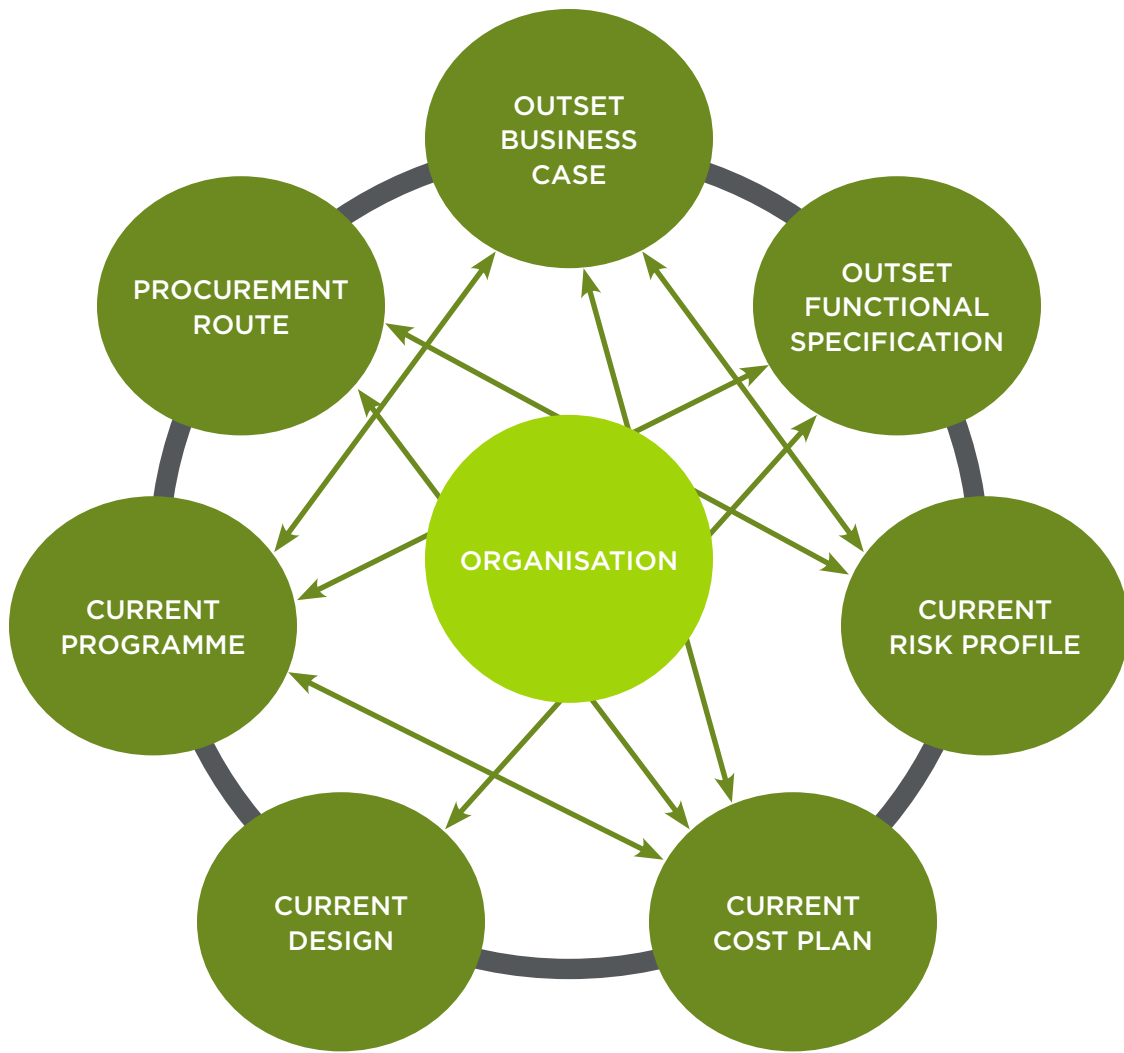 OUTSET
BUSINESS
CASE
OUTSET
FUNCTIONAL
SPECIFICATION
PROCUREMENT
ROUTE
ORGANISATION
CURRENT
PROGRAMME
CURRENT
RISK PROFILE
CURRENT
DESIGN
CURRENT
COST PLAN